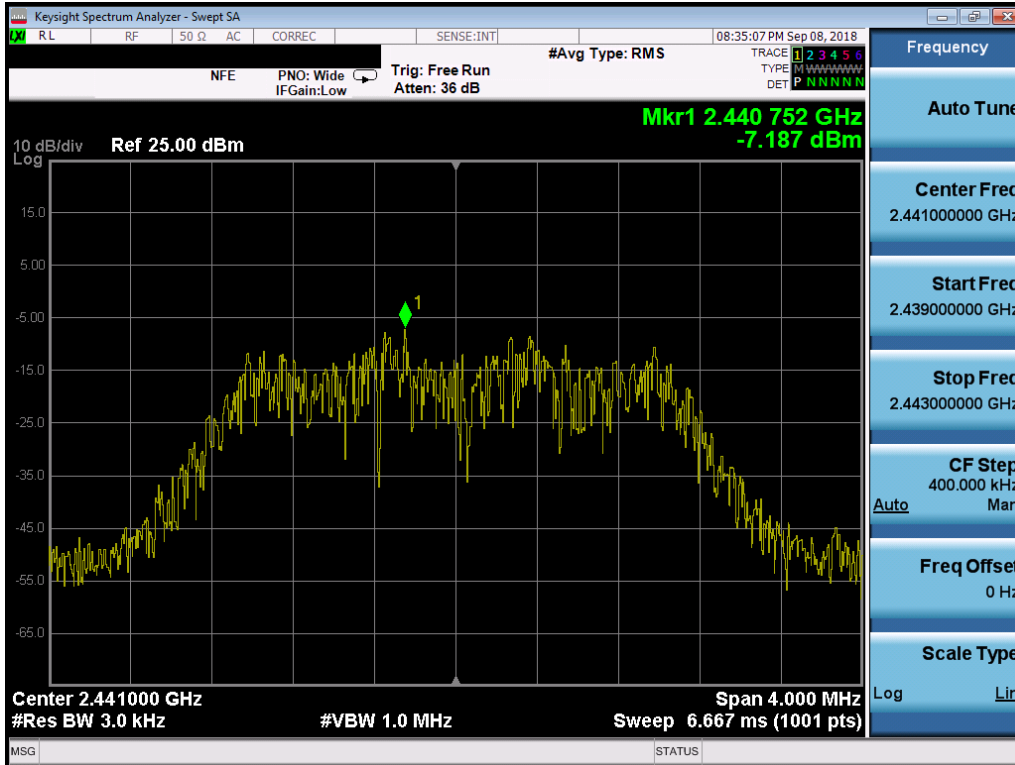 Keysight Spectrum Analyzer - Swept SA
LXI RL RF 50 Ω AC CORREC SENSE:INT 08:35:07 PM Sep 08, 2018
NFE PNO: Wide IFGain:Low
Trig: Free Run
Atten: 36 dB
#Avg Type: RMS
TRACE 1 2 3 4 5 6
TYPE M WWWWW
DET P N N N N N
Mkr1 2.440 752 GHz
-7.187 dBm
10 dB/div Ref 25.00 dBm
Log
15.0
5.00
-5.00
-15.0
-25.0
-35.0
-45.0
-55.0
-65.0
1
Center 2.441000 GHz Span 4.000 MHz
#Res BW 3.0 kHz #VBW 1.0 MHz Sweep 6.667 ms (1001 pts)
MSG STATUS
Frequency
Auto Tune
Center Freq
2.441000000 GHz
Start Freq
2.439000000 GHz
Stop Freq
2.443000000 GHz
CF Step
400.000 kHz
Auto Man
Freq Offset
0 Hz
Scale Type
Log Lin